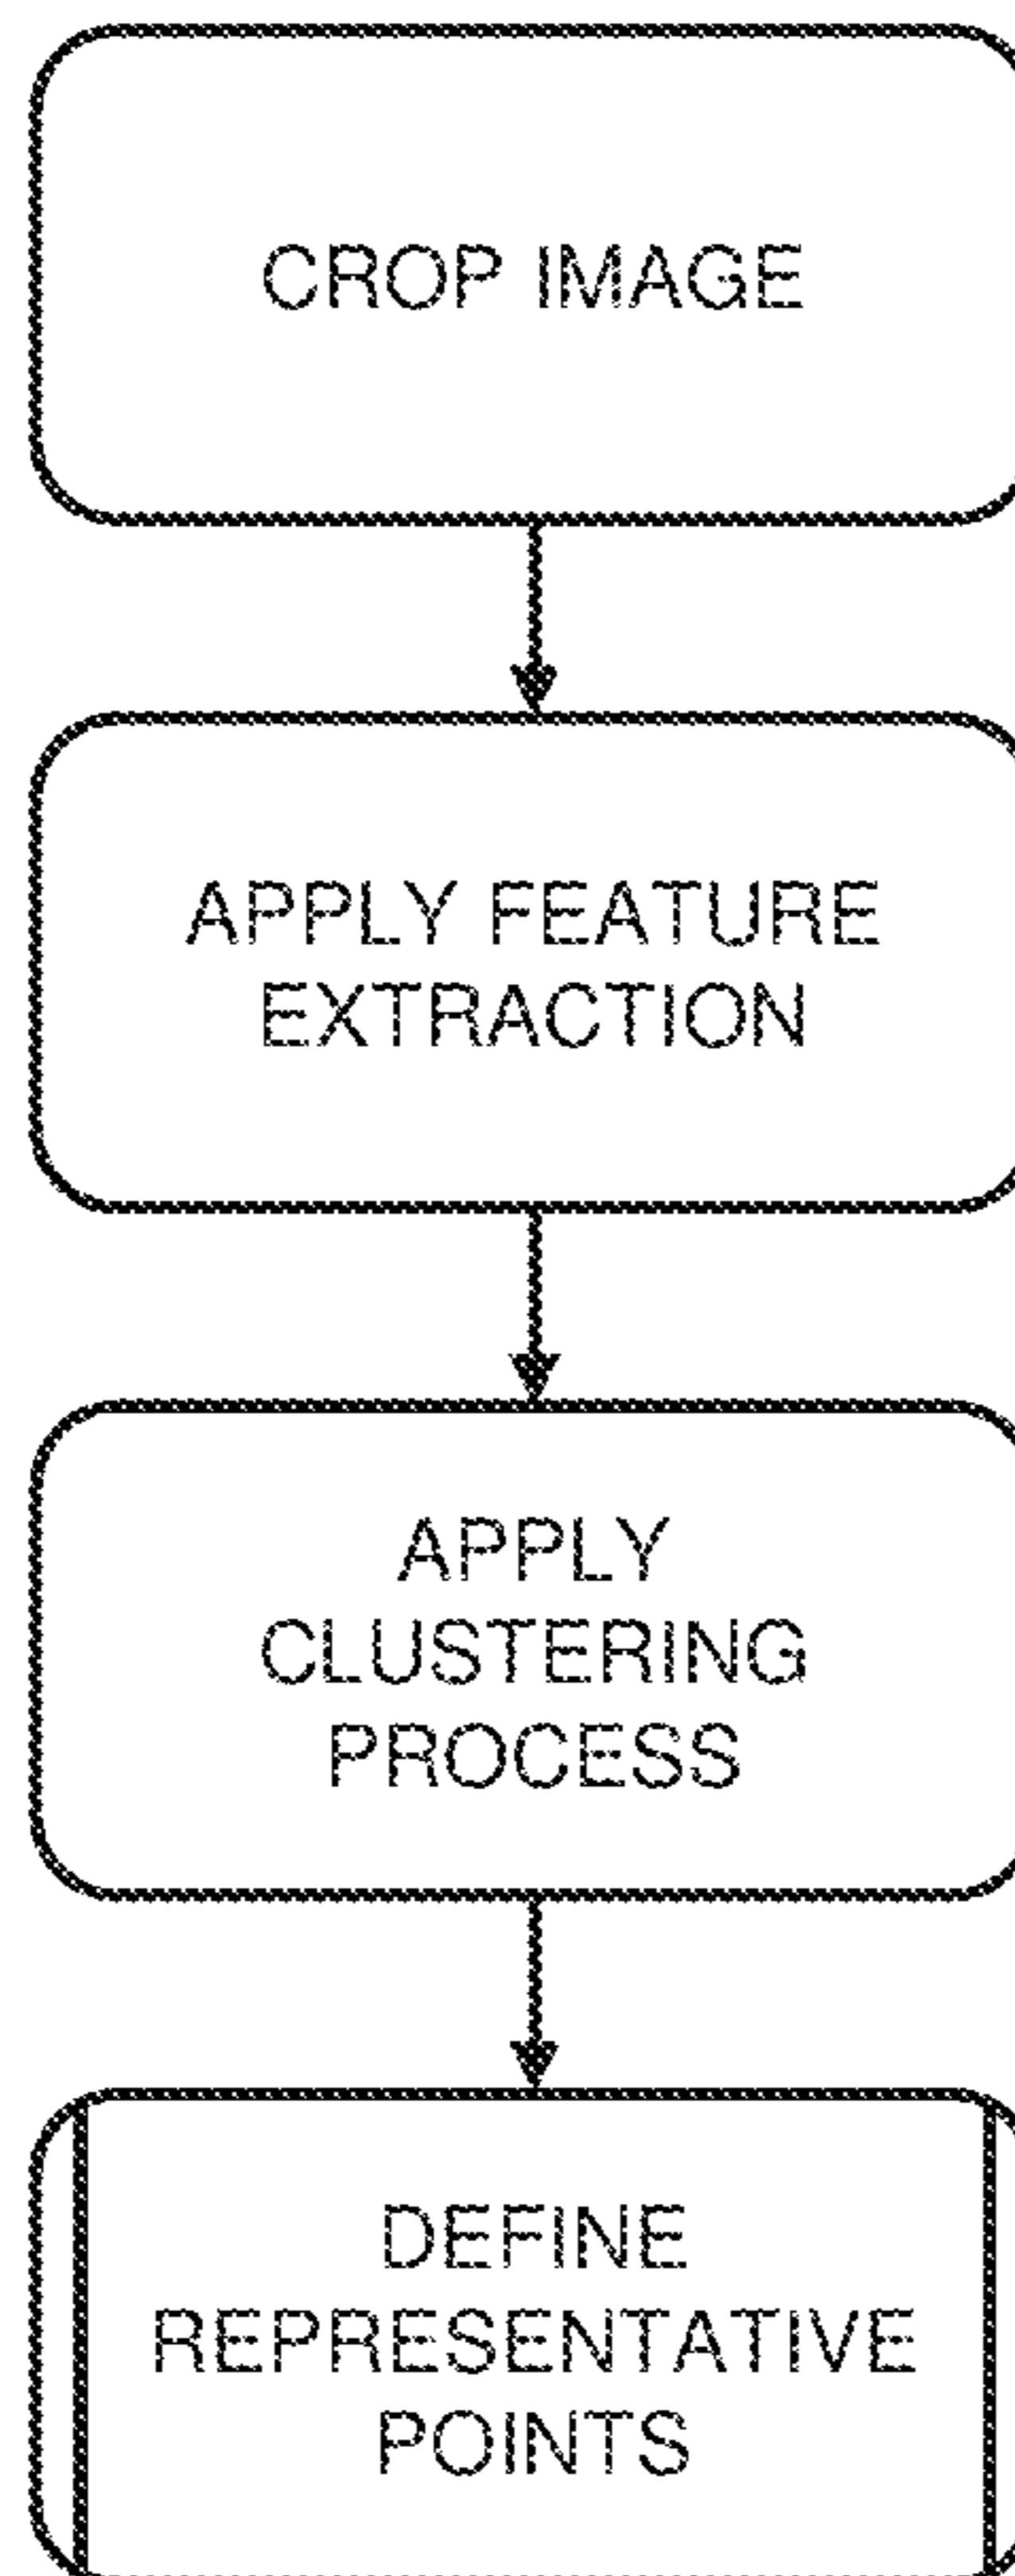 CROP IMAGE
APPLY FEATURE
EXTRACTION
APPLY
CLUSTERING
PROCESS
DEFINE
REPRESENTATIVE
POINTS